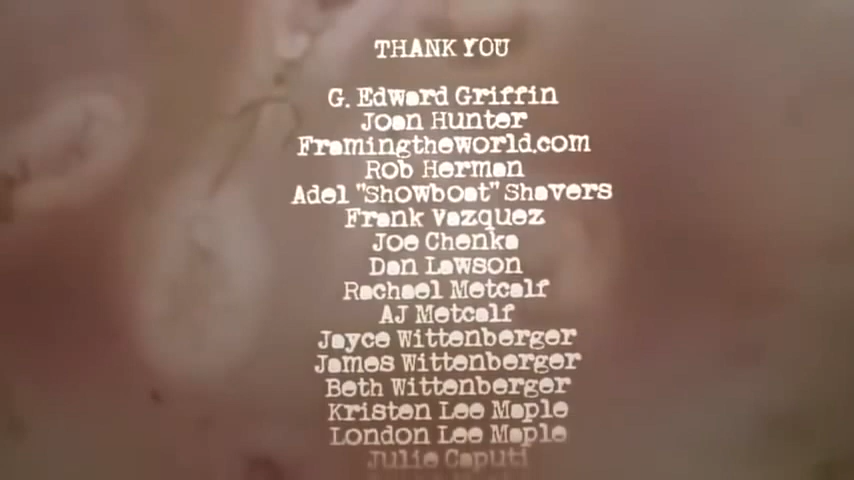 THANK YOU
G. Edward Griffin
Joan Hunter
Framingtheworld.com
Rob Herman
Adel "Showboat" Shavers
Frank Vazquez
Joe Chenka
Dan Lawson
Rachael Metcalf
AJ Metcalf
Jayce Wittenberger
James Wittenberger
Beth Wittenberger
Kristen Lee Maple
London Lee Maple
Julie Caputi